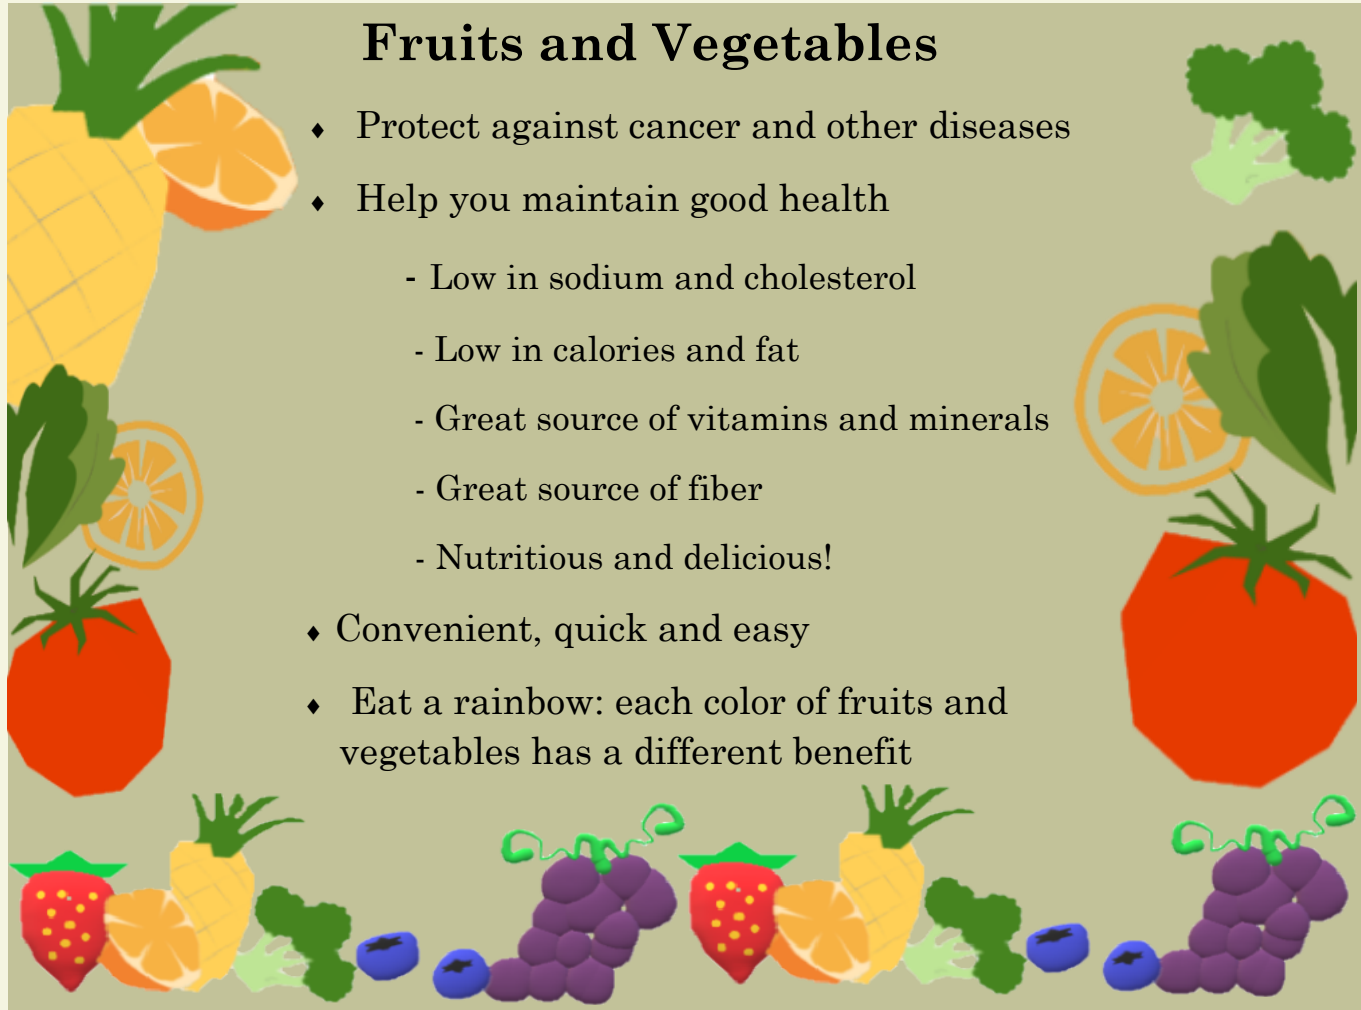 Fruits and Vegetables
♦ Protect against cancer and other diseases
♦ Help you maintain good health
- Low in sodium and cholesterol
- Low in calories and fat
- Great source of vitamins and minerals
- Great source of fiber
- Nutritious and delicious!
♦ Convenient, quick and easy
♦ Eat a rainbow: each color of fruits and
vegetables has a different benefit